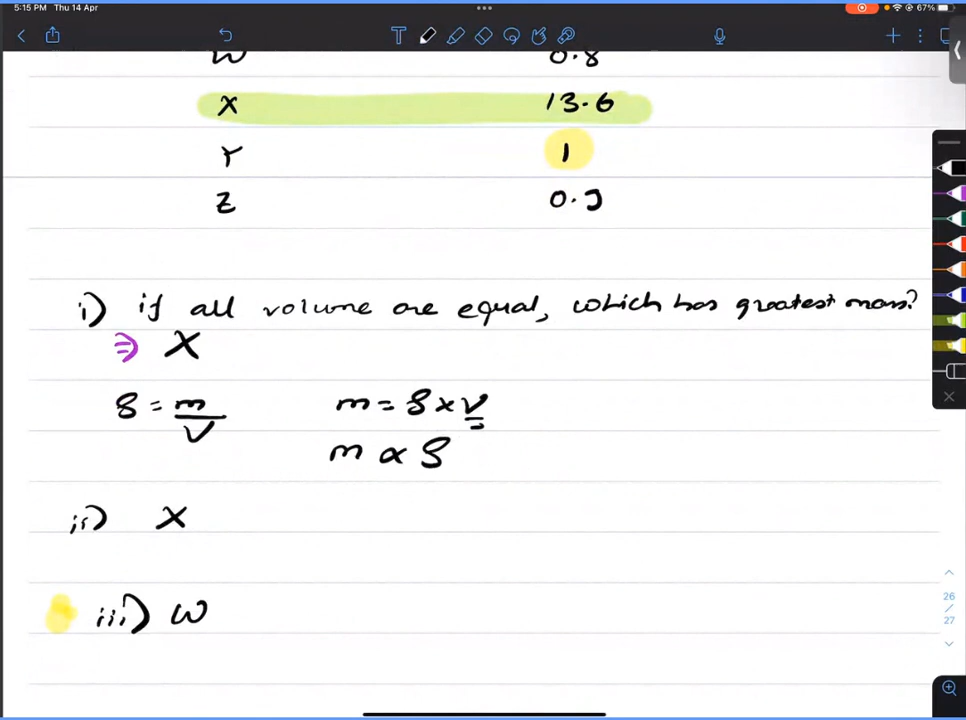 5:15 PM Thu 14 Apr
67%
T
W 0.8
X 13.6
Y 1
Z 0.9
i) if all volume are equal, which has greatest mass?
⇒ X
ρ = m/V m = ρ × V
m ∝ ρ
ii) X
iii) W
26
/
27